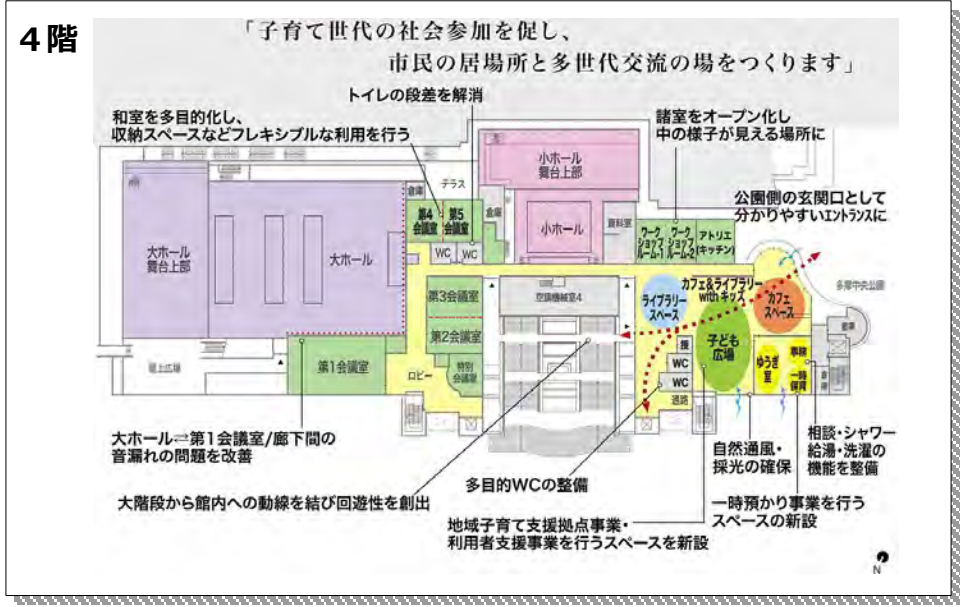 4階
「子育て世代の社会参加を促し、
市民の居場所と多世代交流の場をつくります」
トイレの段差を解消
和室を多目的化し、
収納スペースなどフレキシブルな利用を行う
諸室をオープン化し
中の様子が見える場所に
公園側の玄関口として
分かりやすいエントランスに
大ホール
舞台上部
大ホール
倉庫
テラス
第4
会議室
第5
会議室
WC
WC
倉庫
小ホール
舞台上部
小ホール
資料室
ワーク
ショップ
ルーム-1
ワーク
ショップ
ルーム-2
アトリエ
(キッチン)
多摩中央公園
第3会議室
第2会議室
特別
会議室
第1会議室
屋上広場
ロビー
空調機械室4
カフェ&ライブラリー
with キッズ
ライブラリー
スペース
カフェ
スペース
子ども
広場
授
WC
WC
通路
ゆうぎ
室
事務
一時
保育
倉庫
大ホール⇄第1会議室/廊下間の
音漏れの問題を改善
大階段から館内への動線を結び回遊性を創出
多目的WCの整備
地域子育て支援拠点事業・
利用者支援事業を行うスペースを新設
自然通風・
採光の確保
相談・シャワー
給湯・洗濯の
機能を整備
一時預かり事業を行う
スペースの新設
N